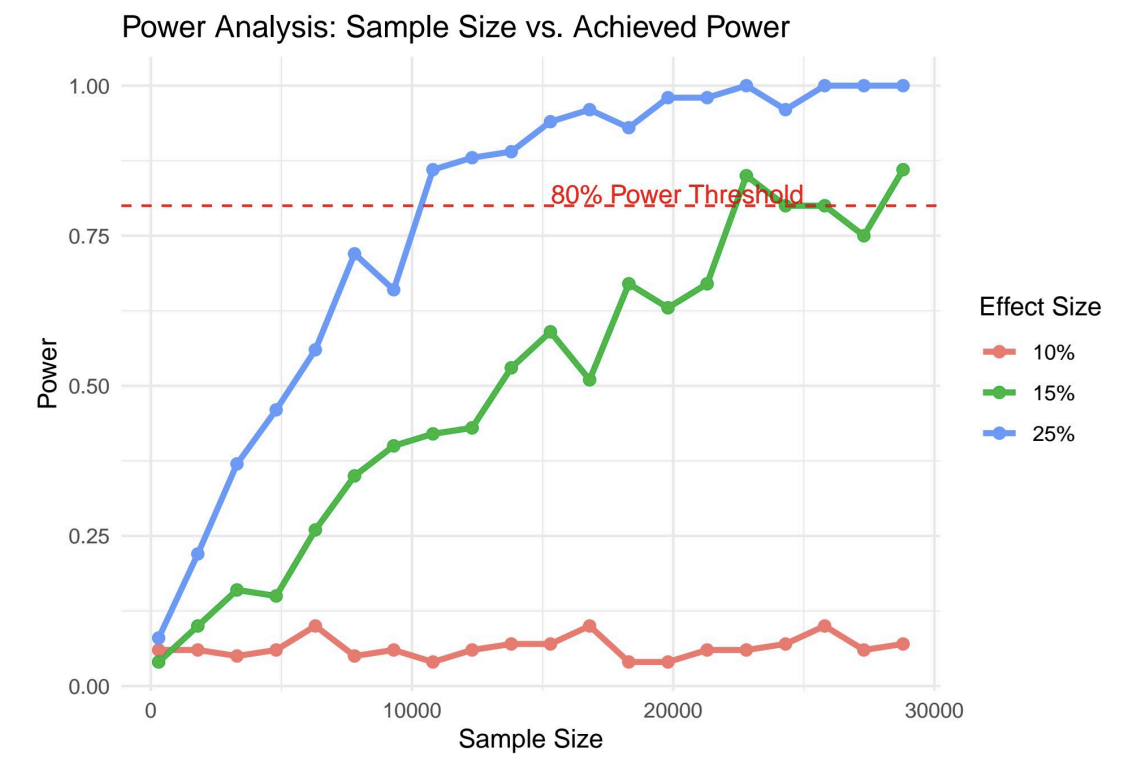 Power Analysis: Sample Size vs. Achieved Power
1.00
80% Power Threshold
0.75
Power
0.50
0.25
0.00
0
10000
20000
30000
Sample Size
Effect Size
10%
15%
25%